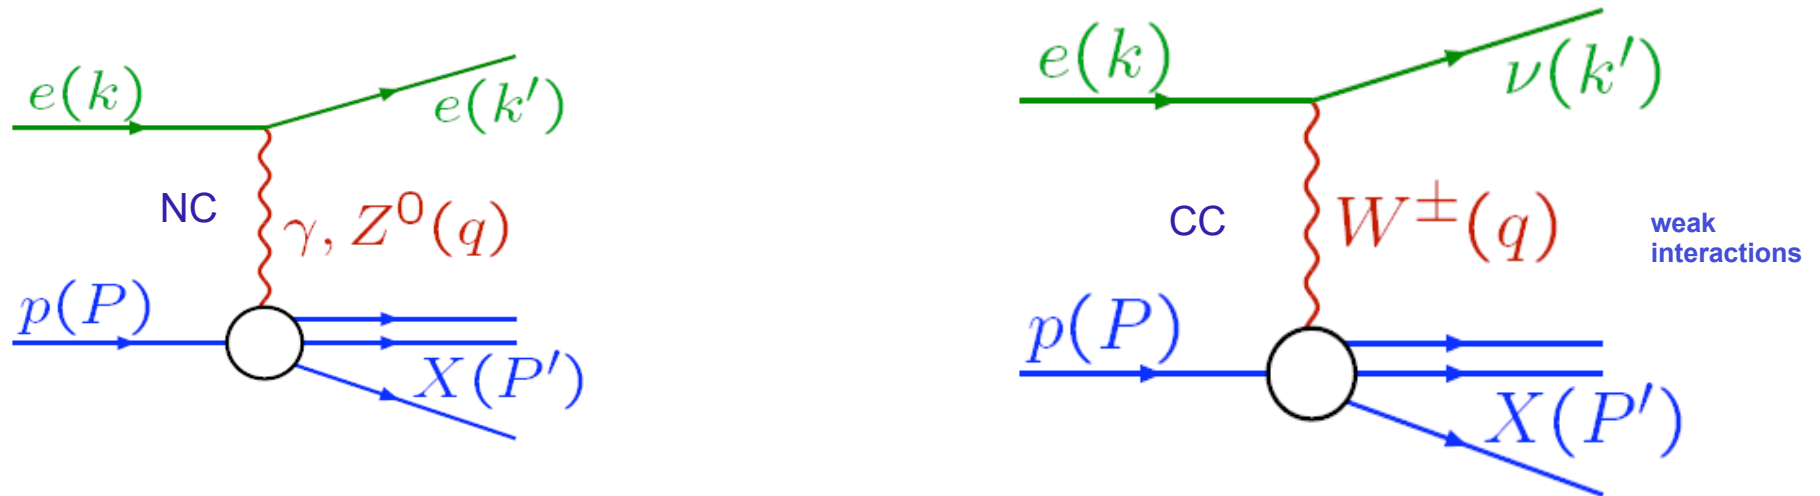 e(k)
e(k′)
NC
γ, Z⁰(q)
p(P)
X(P′)
e(k)
ν(k′)
CC
W±(q)
weak
interactions
p(P)
X(P′)